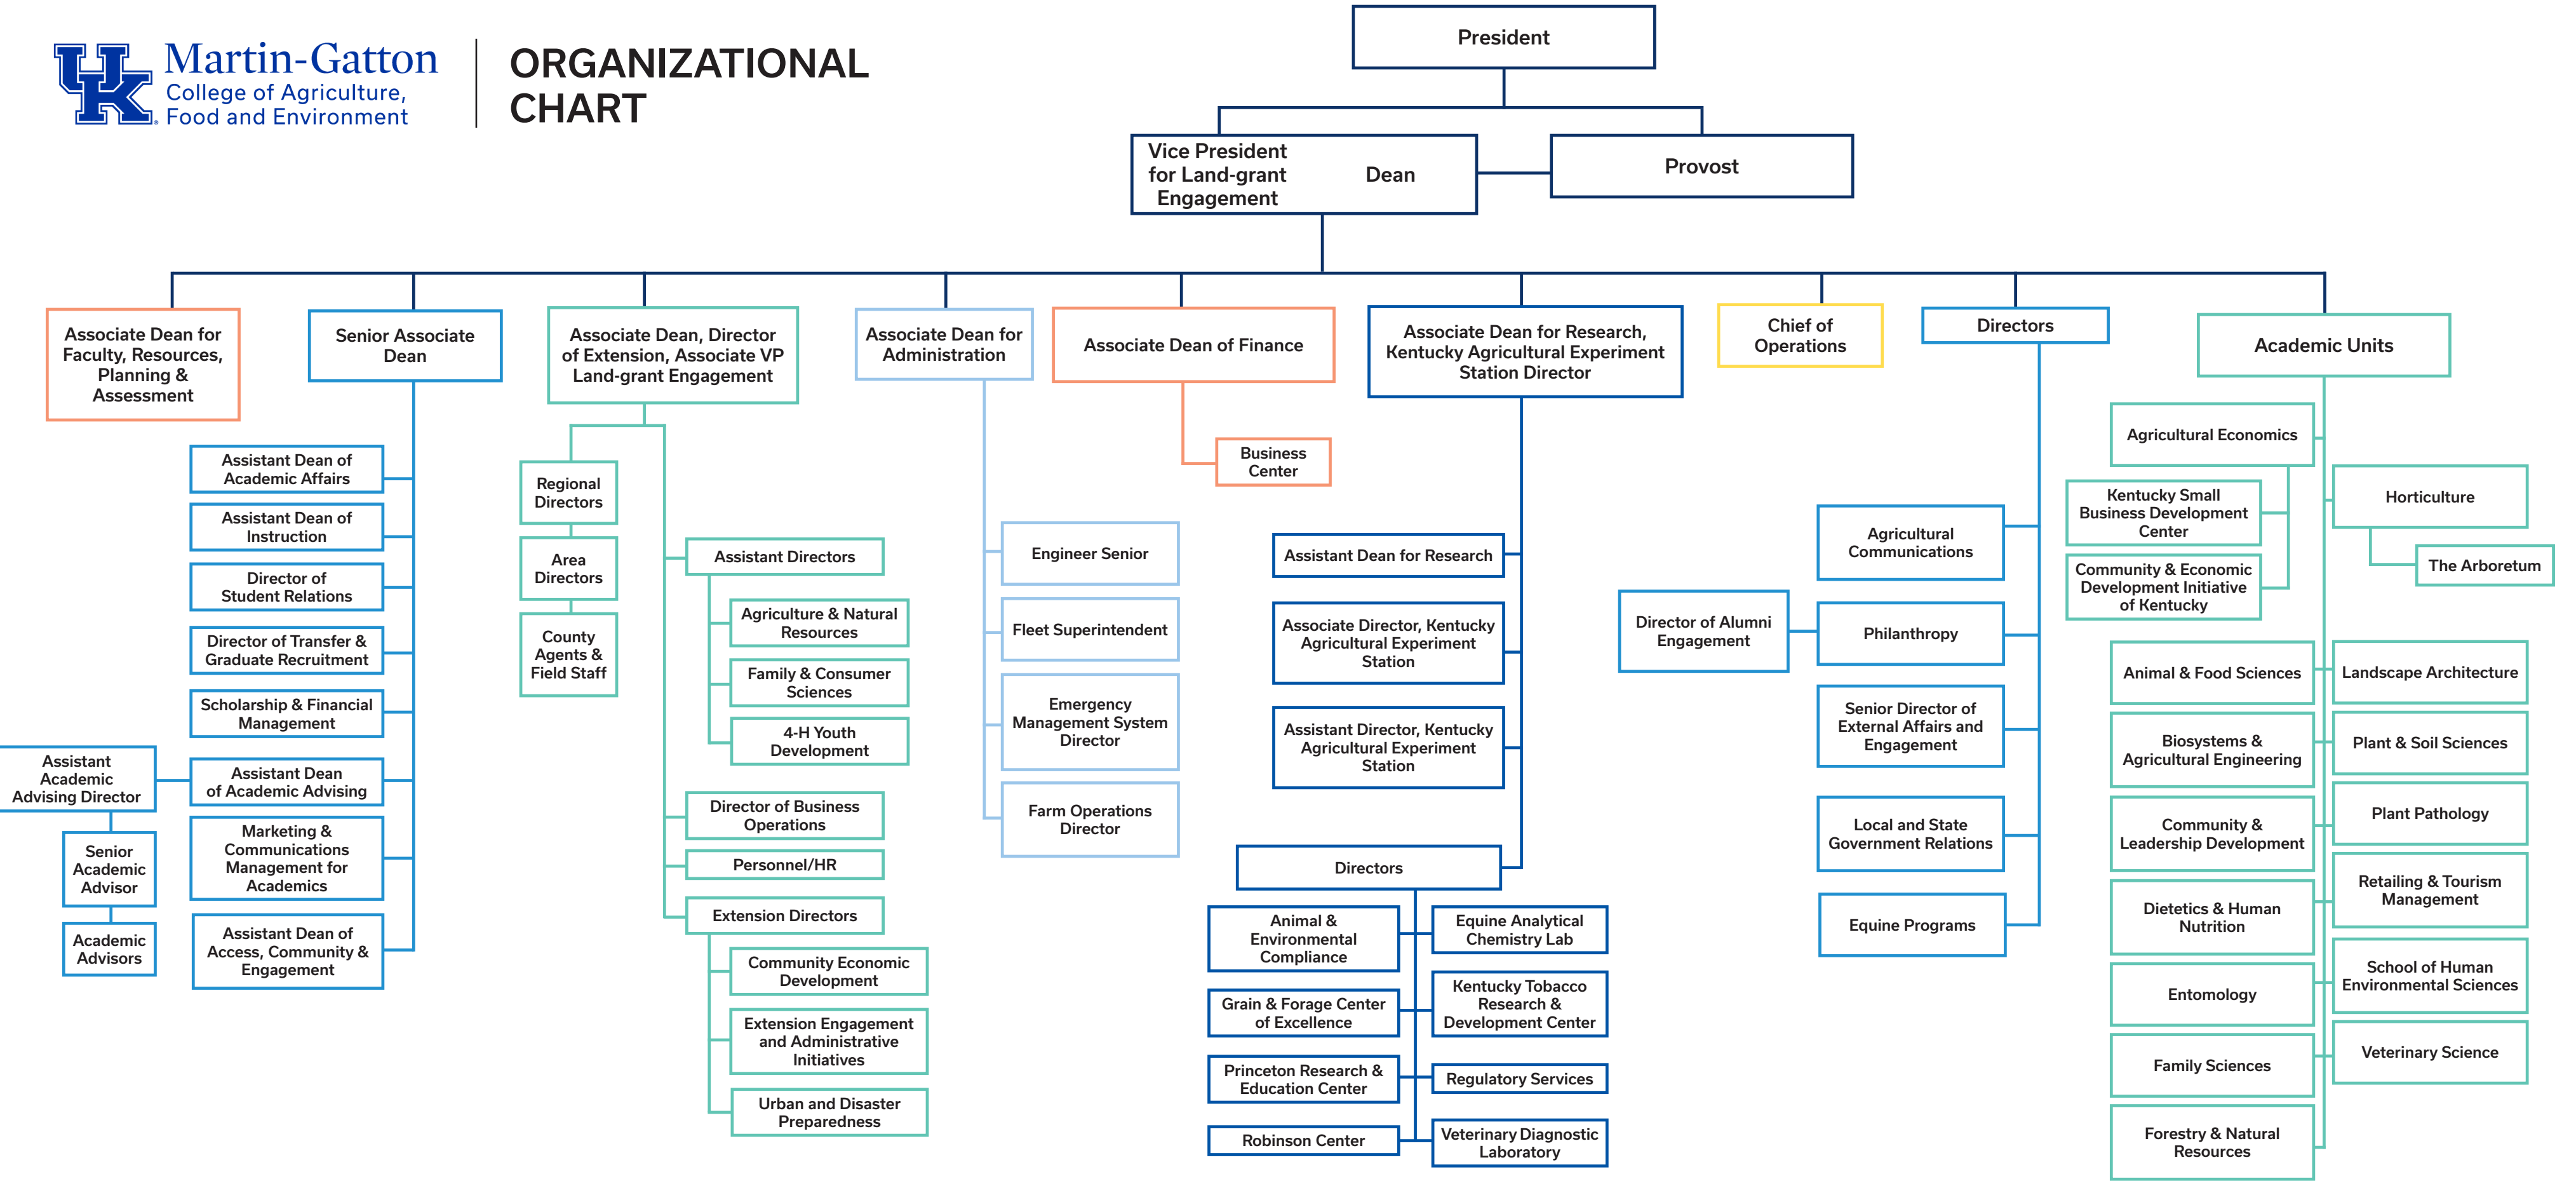 UK
Martin-Gatton
College of Agriculture,
Food and Environment
ORGANIZATIONAL
CHART
President
Vice President
for Land-grant
Engagement
Dean
Provost
Associate Dean for
Faculty, Resources,
Planning &
Assessment
Senior Associate
Dean
Associate Dean, Director
of Extension, Associate VP
Land-grant Engagement
Associate Dean for
Administration
Associate Dean of Finance
Associate Dean for Research,
Kentucky Agricultural Experiment
Station Director
Chief of
Operations
Directors
Academic Units
Assistant Dean of
Academic Affairs
Assistant Dean of
Instruction
Director of
Student Relations
Director of Transfer &
Graduate Recruitment
Scholarship & Financial
Management
Assistant Dean
of Academic Advising
Assistant
Academic
Advising Director
Senior
Academic
Advisor
Academic
Advisors
Marketing &
Communications
Management for
Academics
Assistant Dean of
Access, Community &
Engagement
Regional
Directors
Area
Directors
County
Agents &
Field Staff
Assistant Directors
Agriculture & Natural
Resources
Family & Consumer
Sciences
4-H Youth
Development
Director of Business
Operations
Personnel/HR
Extension Directors
Community Economic
Development
Extension Engagement
and Administrative
Initiatives
Urban and Disaster
Preparedness
Engineer Senior
Fleet Superintendent
Emergency
Management System
Director
Farm Operations
Director
Business
Center
Assistant Dean for Research
Associate Director, Kentucky
Agricultural Experiment
Station
Assistant Director, Kentucky
Agricultural Experiment
Station
Directors
Animal &
Environmental
Compliance
Equine Analytical
Chemistry Lab
Grain & Forage Center
of Excellence
Kentucky Tobacco
Research &
Development Center
Princeton Research &
Education Center
Regulatory Services
Robinson Center
Veterinary Diagnostic
Laboratory
Agricultural
Communications
Director of Alumni
Engagement
Philanthropy
Senior Director of
External Affairs and
Engagement
Local and State
Government Relations
Equine Programs
Agricultural Economics
Kentucky Small
Business Development
Center
Community & Economic
Development Initiative
of Kentucky
Horticulture
The Arboretum
Animal & Food Sciences
Landscape Architecture
Biosystems &
Agricultural Engineering
Plant & Soil Sciences
Community &
Leadership Development
Plant Pathology
Dietetics & Human
Nutrition
Retailing & Tourism
Management
Entomology
School of Human
Environmental Sciences
Family Sciences
Veterinary Science
Forestry & Natural
Resources